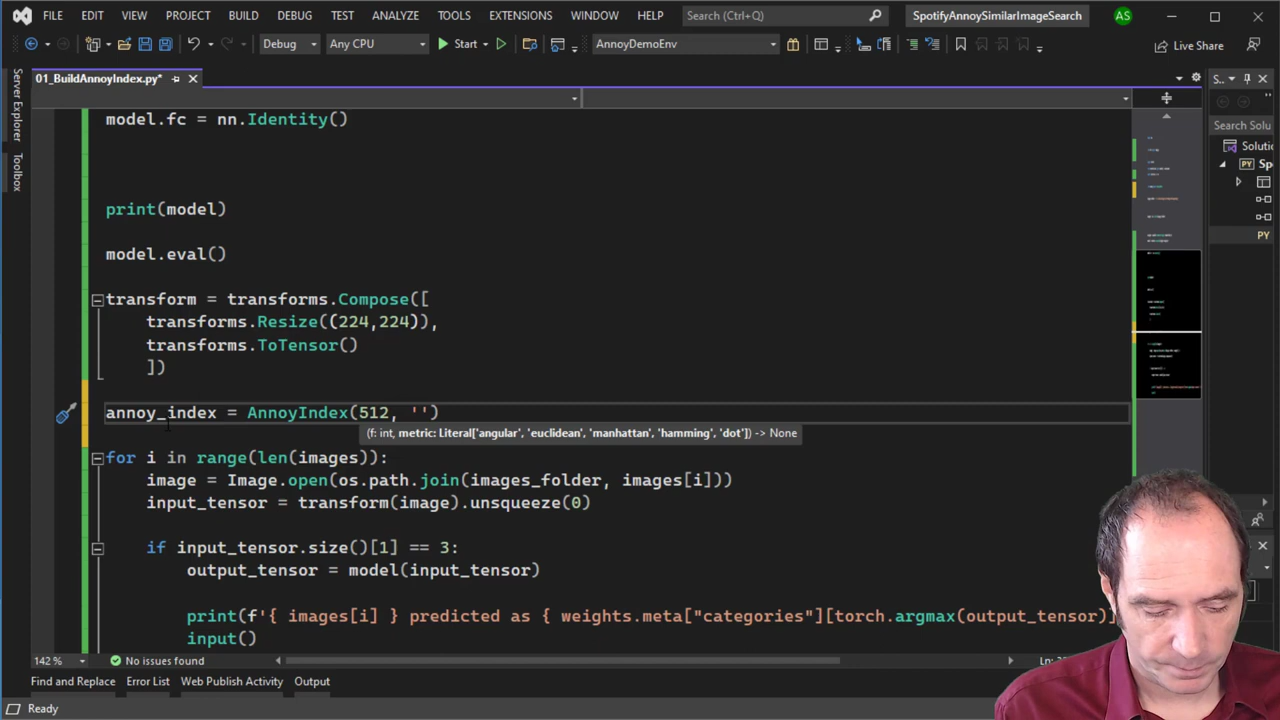 FILE EDIT VIEW PROJECT BUILD DEBUG TEST ANALYZE TOOLS EXTENSIONS WINDOW HELP Search (Ctrl+Q) SpotifyAnnoySimilarImageSearch AS
Debug Any CPU Start AnnoyDemoEnv Live Share
01_BuildAnnoyIndex.py* S..
Server Explorer
Toolbox
model.fc = nn.Identity()
print(model)
model.eval()
transform = transforms.Compose([
transforms.Resize((224,224)),
transforms.ToTensor()
])
annoy_index = AnnoyIndex(512, '')
(f: int, metric: Literal['angular', 'euclidean', 'manhattan', 'hamming', 'dot']) -> None
for i in range(len(images)):
image = Image.open(os.path.join(images_folder, images[i]))
input_tensor = transform(image).unsqueeze(0)
if input_tensor.size()[1] == 3:
output_tensor = model(input_tensor)
print(f'{ images[i] } predicted as { weights.meta["categories"][torch.argmax(output_tensor)]
input()
Search Solu
Solutio
PY Sp
PY
142 % No issues found Ln:
Find and Replace Error List Web Publish Activity Output
Ready